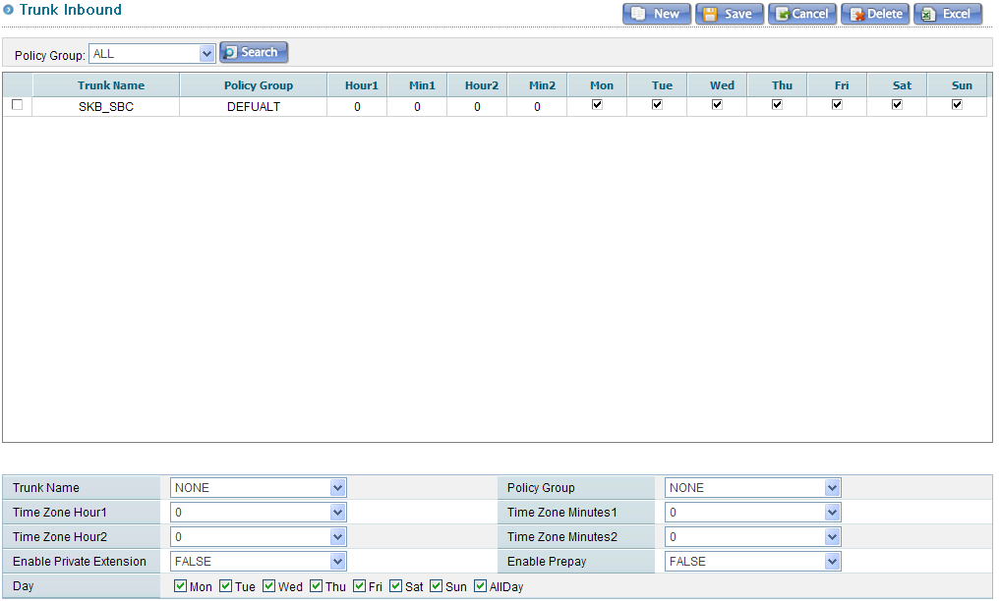 Trunk Inbound
New Save Cancel Delete Excel
Policy Group: ALL Search
Trunk Name Policy Group Hour1 Min1 Hour2 Min2 Mon Tue Wed Thu Fri Sat Sun
SKB_SBC DEFUALT 0 0 0 0
Trunk Name NONE Policy Group NONE
Time Zone Hour1 0 Time Zone Minutes1 0
Time Zone Hour2 0 Time Zone Minutes2 0
Enable Private Extension FALSE Enable Prepay FALSE
Day Mon Tue Wed Thu Fri Sat Sun AllDay